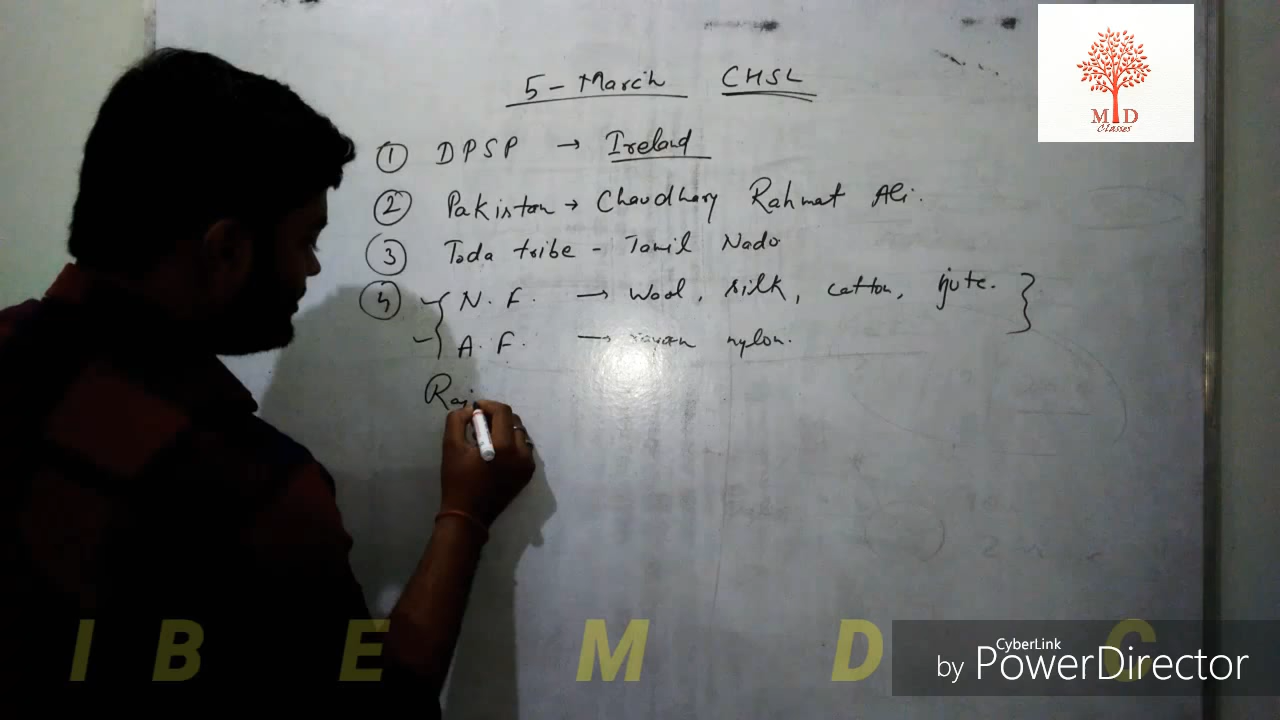 5 - March CHSL
① DPSP → Ireland
② Pakistan → Chaudhary Rahmat Ali.
③ Toda tribe - Tamil Nadu
④ N. F. → Wool, silk, cotton, jute.
A. F. → rayon nylon.
Raj
M D
Classes
I B E M D C
CyberLink
by PowerDirector